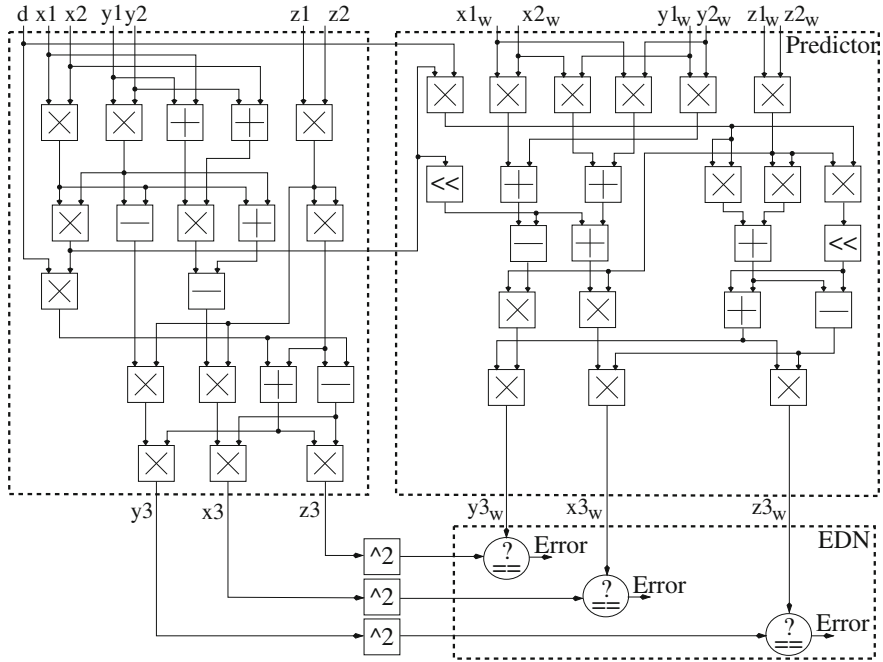 d x1 x2 y1 y2 z1 z2 x1w x2w y1w y2w z1w z2w
Predictor
× × + + × × × × × × ×
<< + + × × ×
× − × + ×
− + + <<
× −
× × + −
× × + − × × ×
× × ×
y3 x3 z3 y3w x3w z3w
EDN
^2 ? == Error
^2 ? == Error
^2 ? == Error